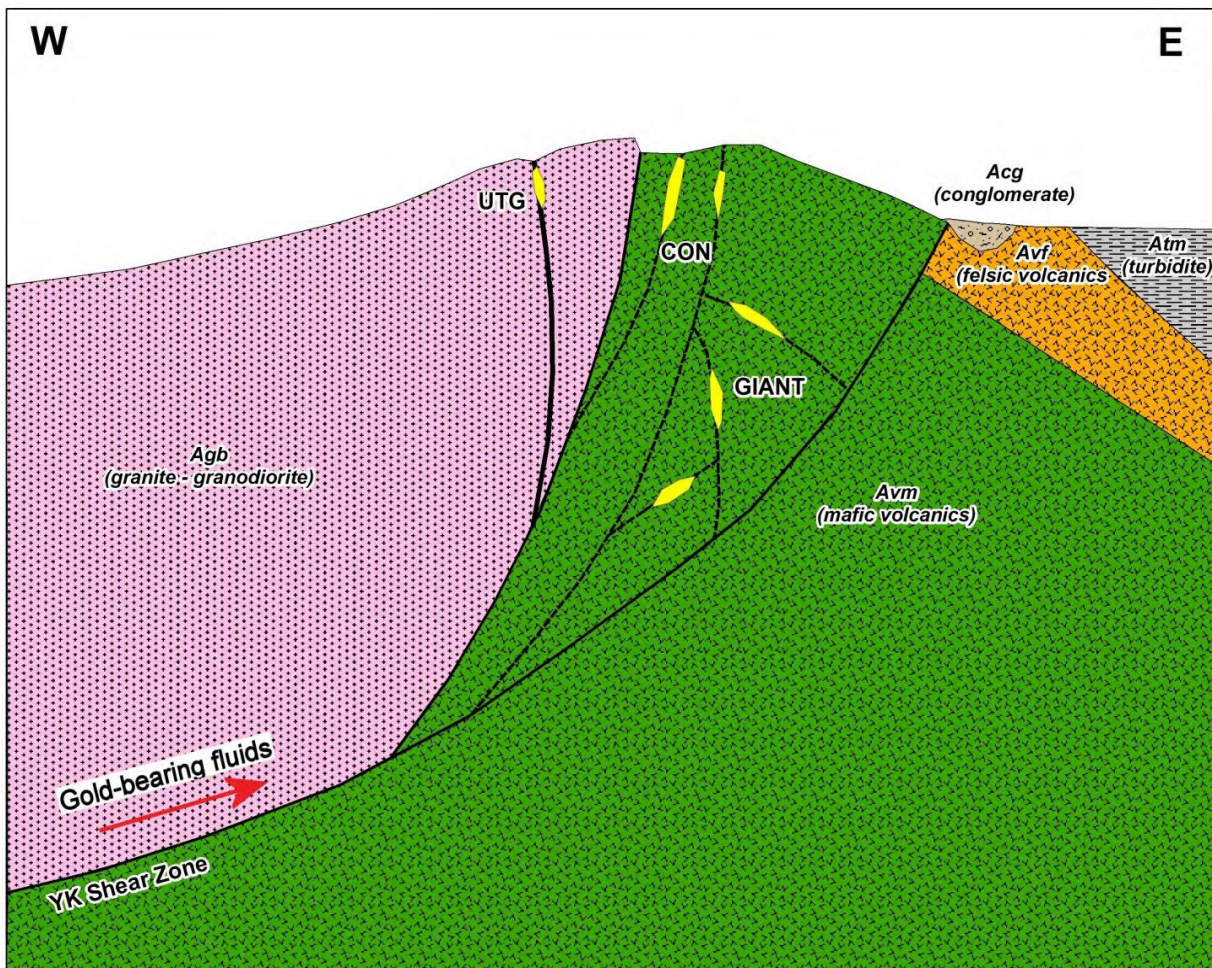 W
E
Acg
(conglomerate)
UTG
CON
Avf
(felsic volcanics
Atm
(turbidite)
GIANT
Agb
(granite - granodiorite)
Avm
(mafic volcanics)
Gold-bearing fluids
YK Shear Zone